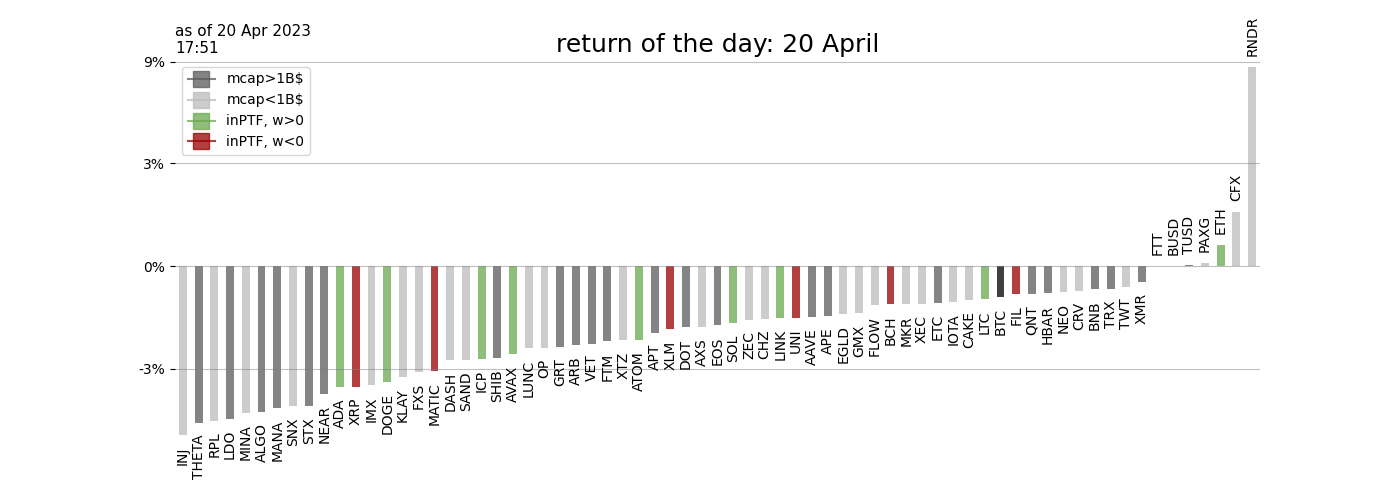 as of 20 Apr 2023
17:51
return of the day: 20 April
9%
3%
0%
-3%
mcap>1B$
mcap<1B$
inPTF, w>0
inPTF, w<0
INJ
THETA
RPL
LDO
MINA
ALGO
MANA
SNX
STX
NEAR
ADA
XRP
IMX
DOGE
KLAY
FXS
MATIC
DASH
SAND
ICP
SHIB
AVAX
LUNC
OP
GRT
ARB
VET
FTM
XTZ
ATOM
APT
XLM
DOT
AXS
EOS
SOL
ZEC
CHZ
LINK
UNI
AAVE
APE
EGLD
GMX
FLOW
BCH
MKR
XEC
ETC
IOTA
CAKE
LTC
BTC
FIL
QNT
HBAR
NEO
CRV
BNB
TRX
TWT
XMR
FTT
BUSD
TUSD
PAXG
ETH
CFX
RNDR